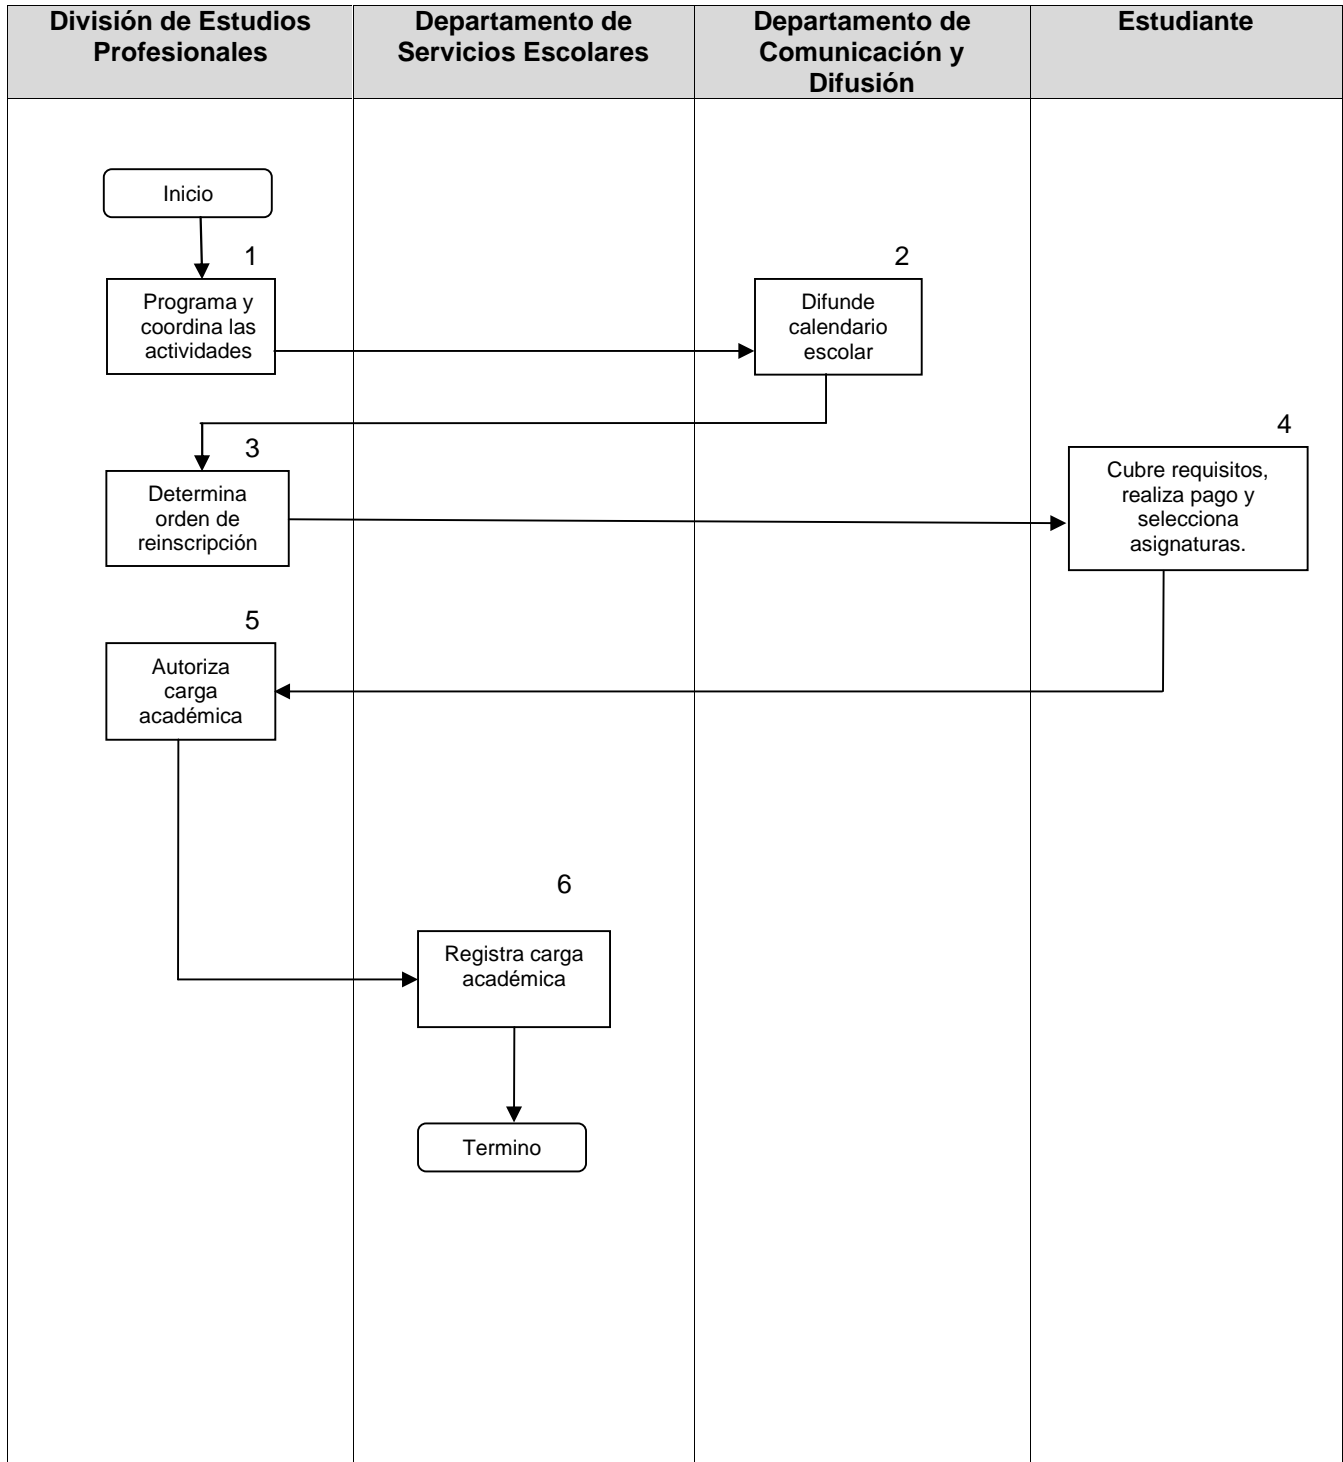 División de Estudios
Profesionales
Departamento de
Servicios Escolares
Departamento de
Comunicación y
Difusión
Estudiante
Inicio
1
Programa y
coordina las
actividades
2
Difunde
calendario
escolar
3
Determina
orden de
reinscripción
4
Cubre requisitos,
realiza pago y
selecciona
asignaturas.
5
Autoriza
carga
académica
6
Registra carga
académica
Termino